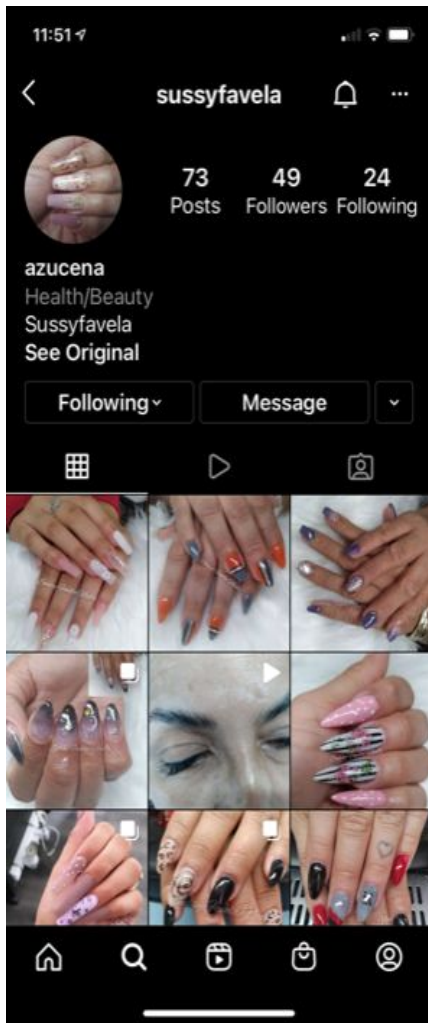 11:51
sussyfavela
73 49 24
Posts Followers Following
azucena
Health/Beauty
Sussyfavela
See Original
Following Message